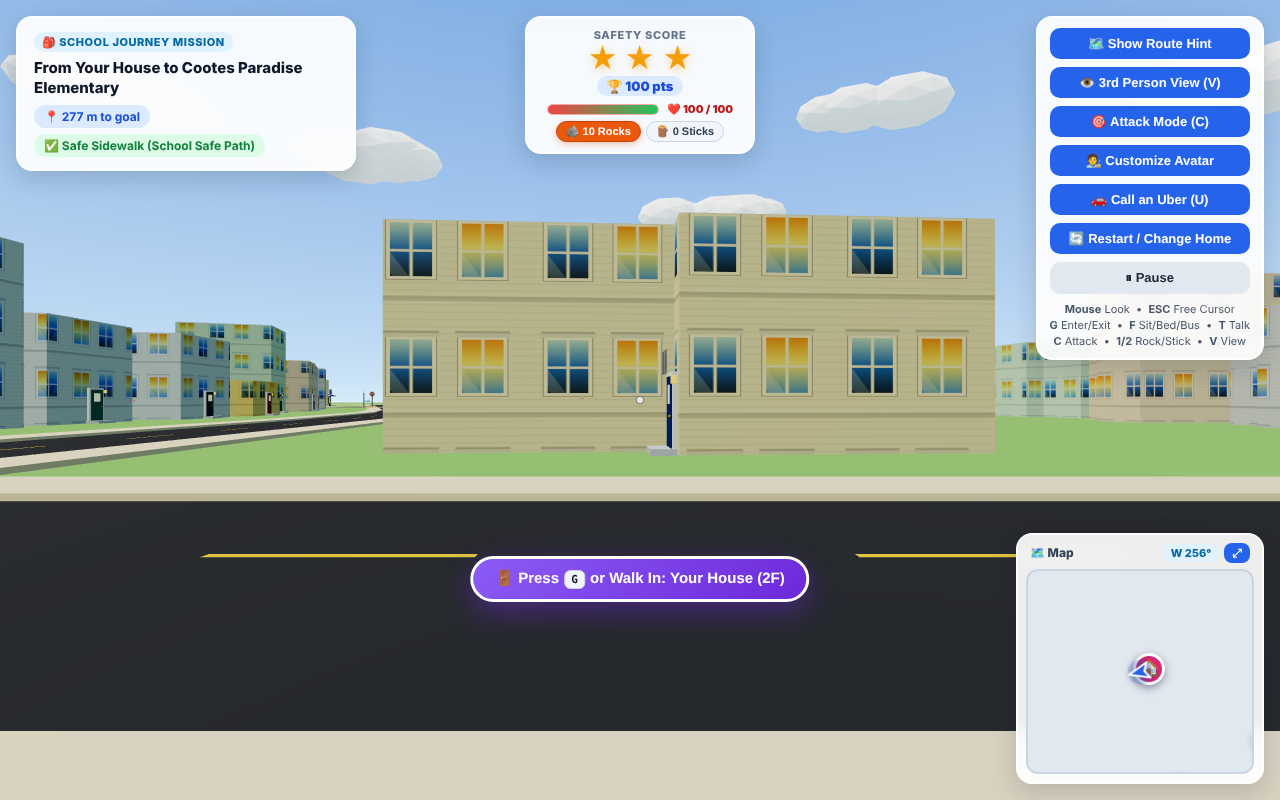 🎒 SCHOOL JOURNEY MISSION
From Your House to Cootes Paradise
Elementary
📍 277 m to goal
✅ Safe Sidewalk (School Safe Path)
SAFETY SCORE
★ ★ ★
🏆 100 pts
❤️ 100 / 100
🪨 10 Rocks
🪵 0 Sticks
🗺️ Show Route Hint
👁️ 3rd Person View (V)
🎯 Attack Mode (C)
🧑‍🎨 Customize Avatar
🚗 Call an Uber (U)
🔄 Restart / Change Home
⏸ Pause
Mouse Look • ESC Free Cursor
G Enter/Exit • F Sit/Bed/Bus • T Talk
C Attack • 1/2 Rock/Stick • V View
🚪 Press G or Walk In: Your House (2F)
🗺️ Map
W 256°